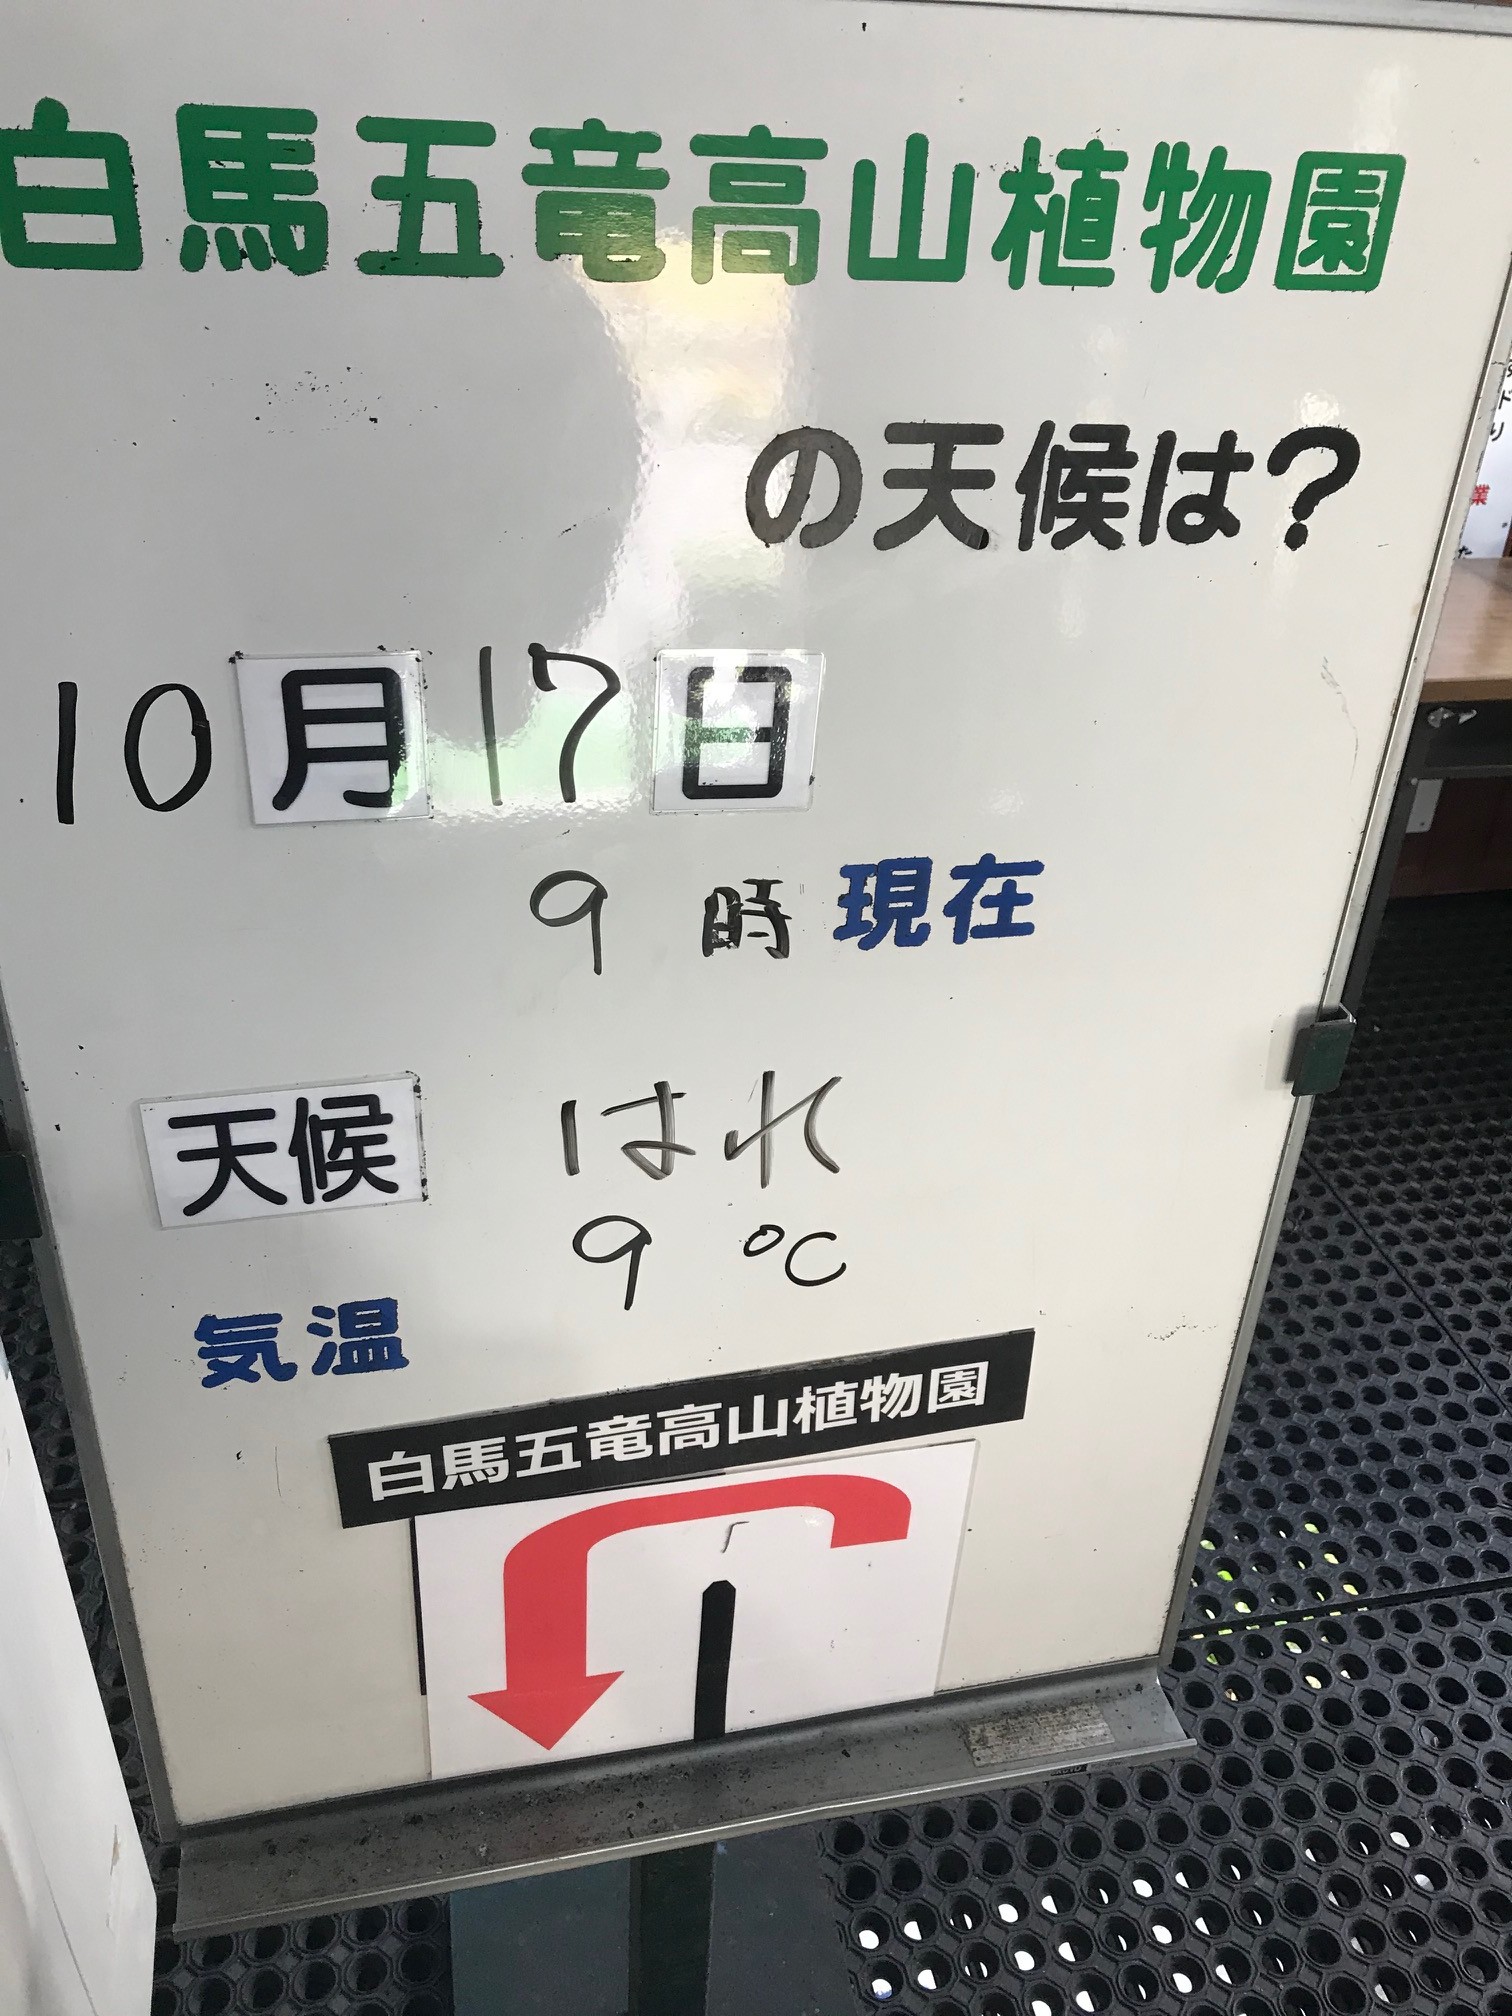 白馬五竜高山植物園
の天候は?
10月17日
9時現在
天候 はれ
9℃
気温
白馬五竜高山植物園